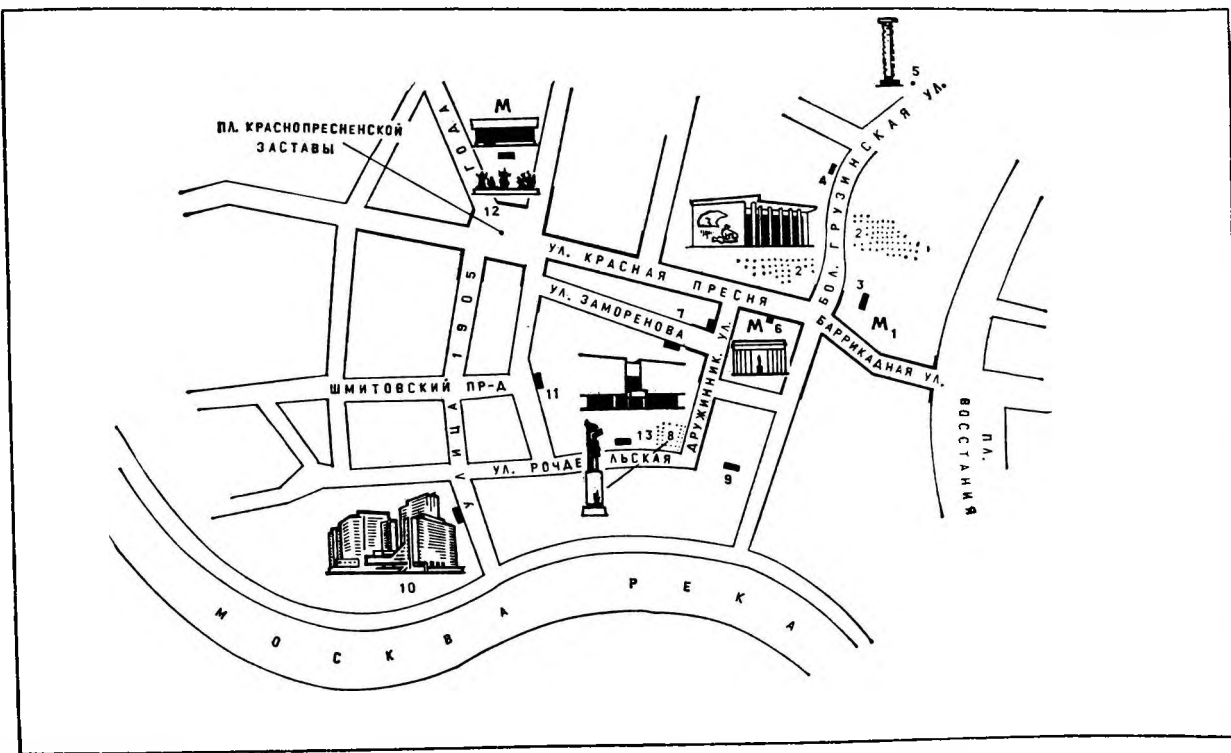 5
БОЛ. ГРУЗИНСКАЯ УЛ.
М
ПЛ. КРАСНОПРЕСНЕНСКОЙ
ЗАСТАВЫ
12
4
2
2
УЛ. КРАСНАЯ ПРЕСНЯ
3
М1
БАРРИКАДНАЯ УЛ.
УЛ. ЗАМОРЕНОВА
7
М
6
УЛИЦА 1905 ГОДА
ДРУЖИННИК. УЛ.
ШМИТОВСКИЙ ПР-Д
11
ПЛ.
ВОССТАНИЯ
13
8
УЛ. РОЧДЕЛЬСКАЯ
9
10
МОСКВА РЕКА